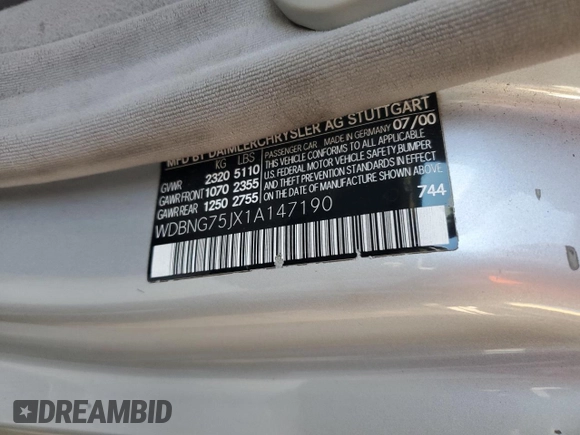 MFD BY DAIMLERCHRYSLER AG STUTTGART
KG LBS PASSENGER CAR MADE IN GERMANY 07/00
GVWR 2320 5110
GAWR FRONT 1070 2355
GAWR REAR 1250 2755
THIS VEHICLE CONFORMS TO ALL APPLICABLE
U.S. FEDERAL MOTOR VEHICLE SAFETY, BUMPER
AND THEFT PREVENTION STANDARDS IN EFFECT
ON THE DATE OF MANUFACTURE SHOWN ABOVE
744
WDBNG75JX1A147190
DREAMBID